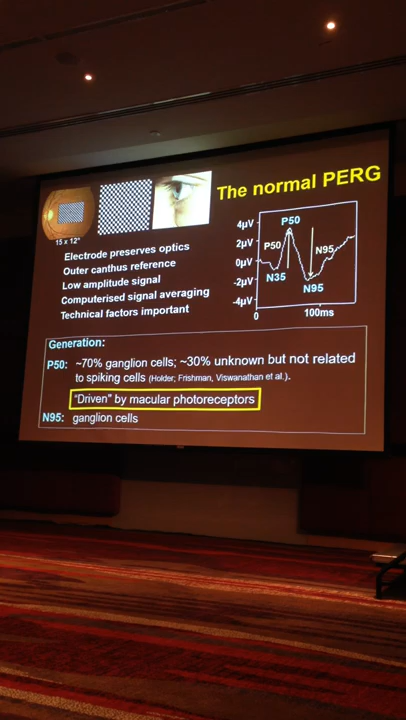 The normal PERG
15 x 12°
Electrode preserves optics
Outer canthus reference
Low amplitude signal
Computerised signal averaging
Technical factors important
4µV
2µV
0µV
-2µV
-4µV
P50
P50
N95
N35
N95
0
100ms
Generation:
P50: ~70% ganglion cells; ~30% unknown but not related
to spiking cells (Holder; Frishman, Viswanathan et al.).
"Driven" by macular photoreceptors
N95: ganglion cells